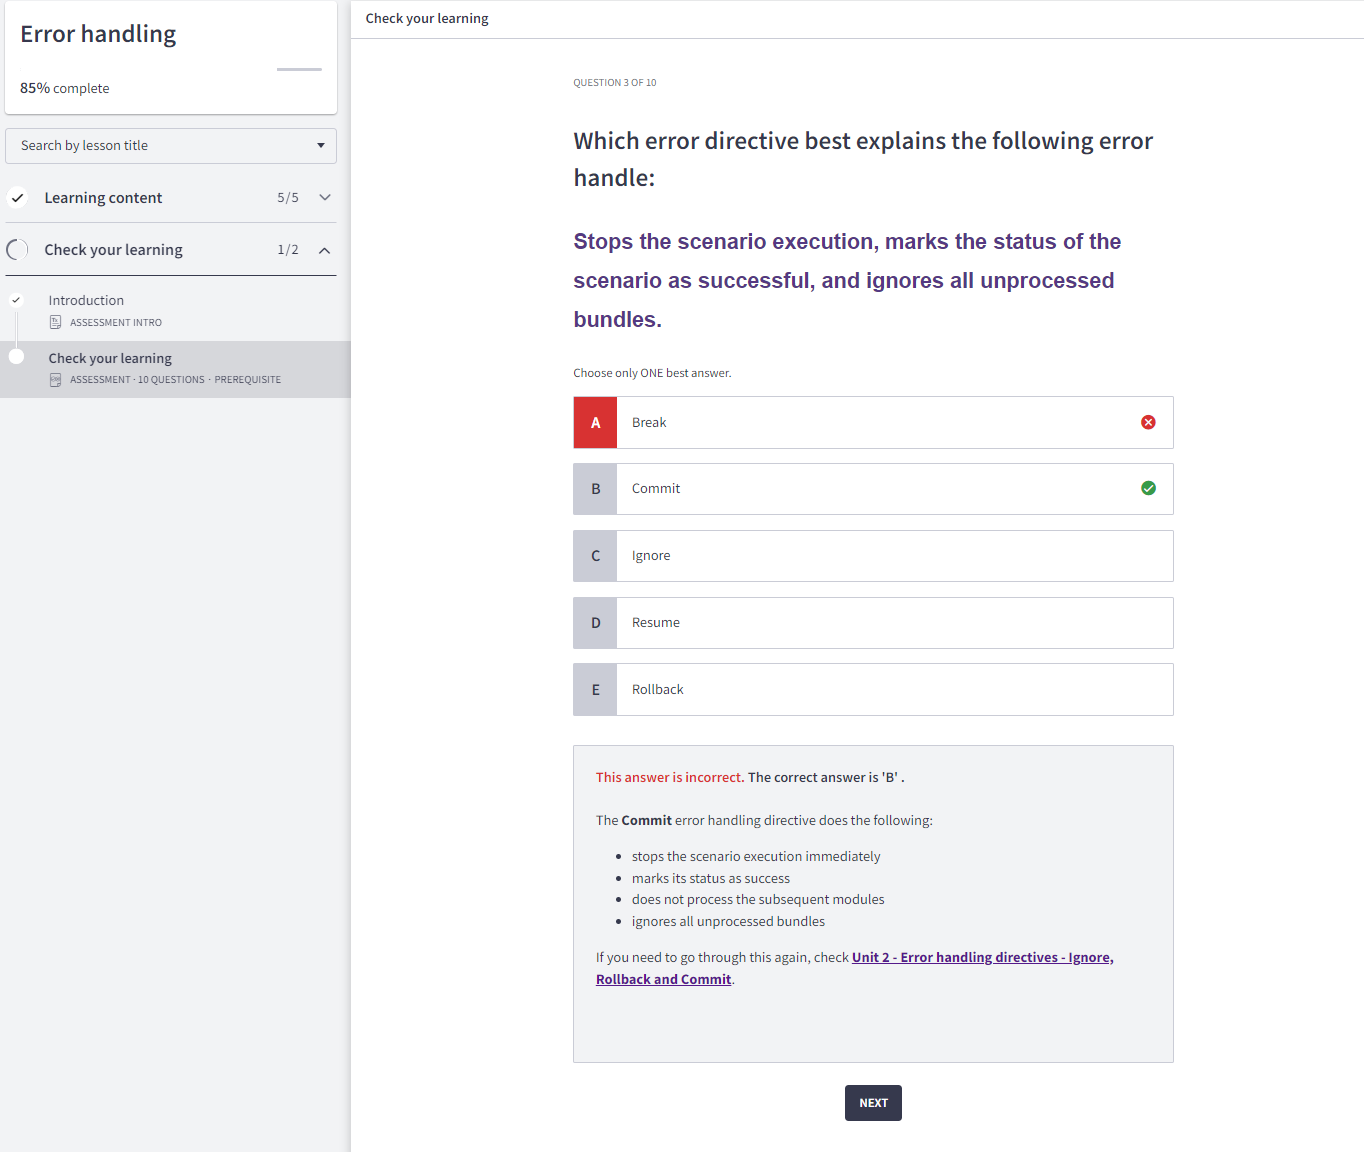 Error handling
85% complete
Search by lesson title
Learning content 5/5
Check your learning 1/2
Introduction
ASSESSMENT INTRO
Check your learning
ASSESSMENT · 10 QUESTIONS · PREREQUISITE
Check your learning
QUESTION 3 OF 10
Which error directive best explains the following error
handle:
Stops the scenario execution, marks the status of the
scenario as successful, and ignores all unprocessed
bundles.
Choose only ONE best answer.
A Break
B Commit
C Ignore
D Resume
E Rollback
This answer is incorrect. The correct answer is 'B' .
The Commit error handling directive does the following:
• stops the scenario execution immediately
• marks its status as success
• does not process the subsequent modules
• ignores all unprocessed bundles
If you need to go through this again, check Unit 2 - Error handling directives - Ignore,
Rollback and Commit.
NEXT